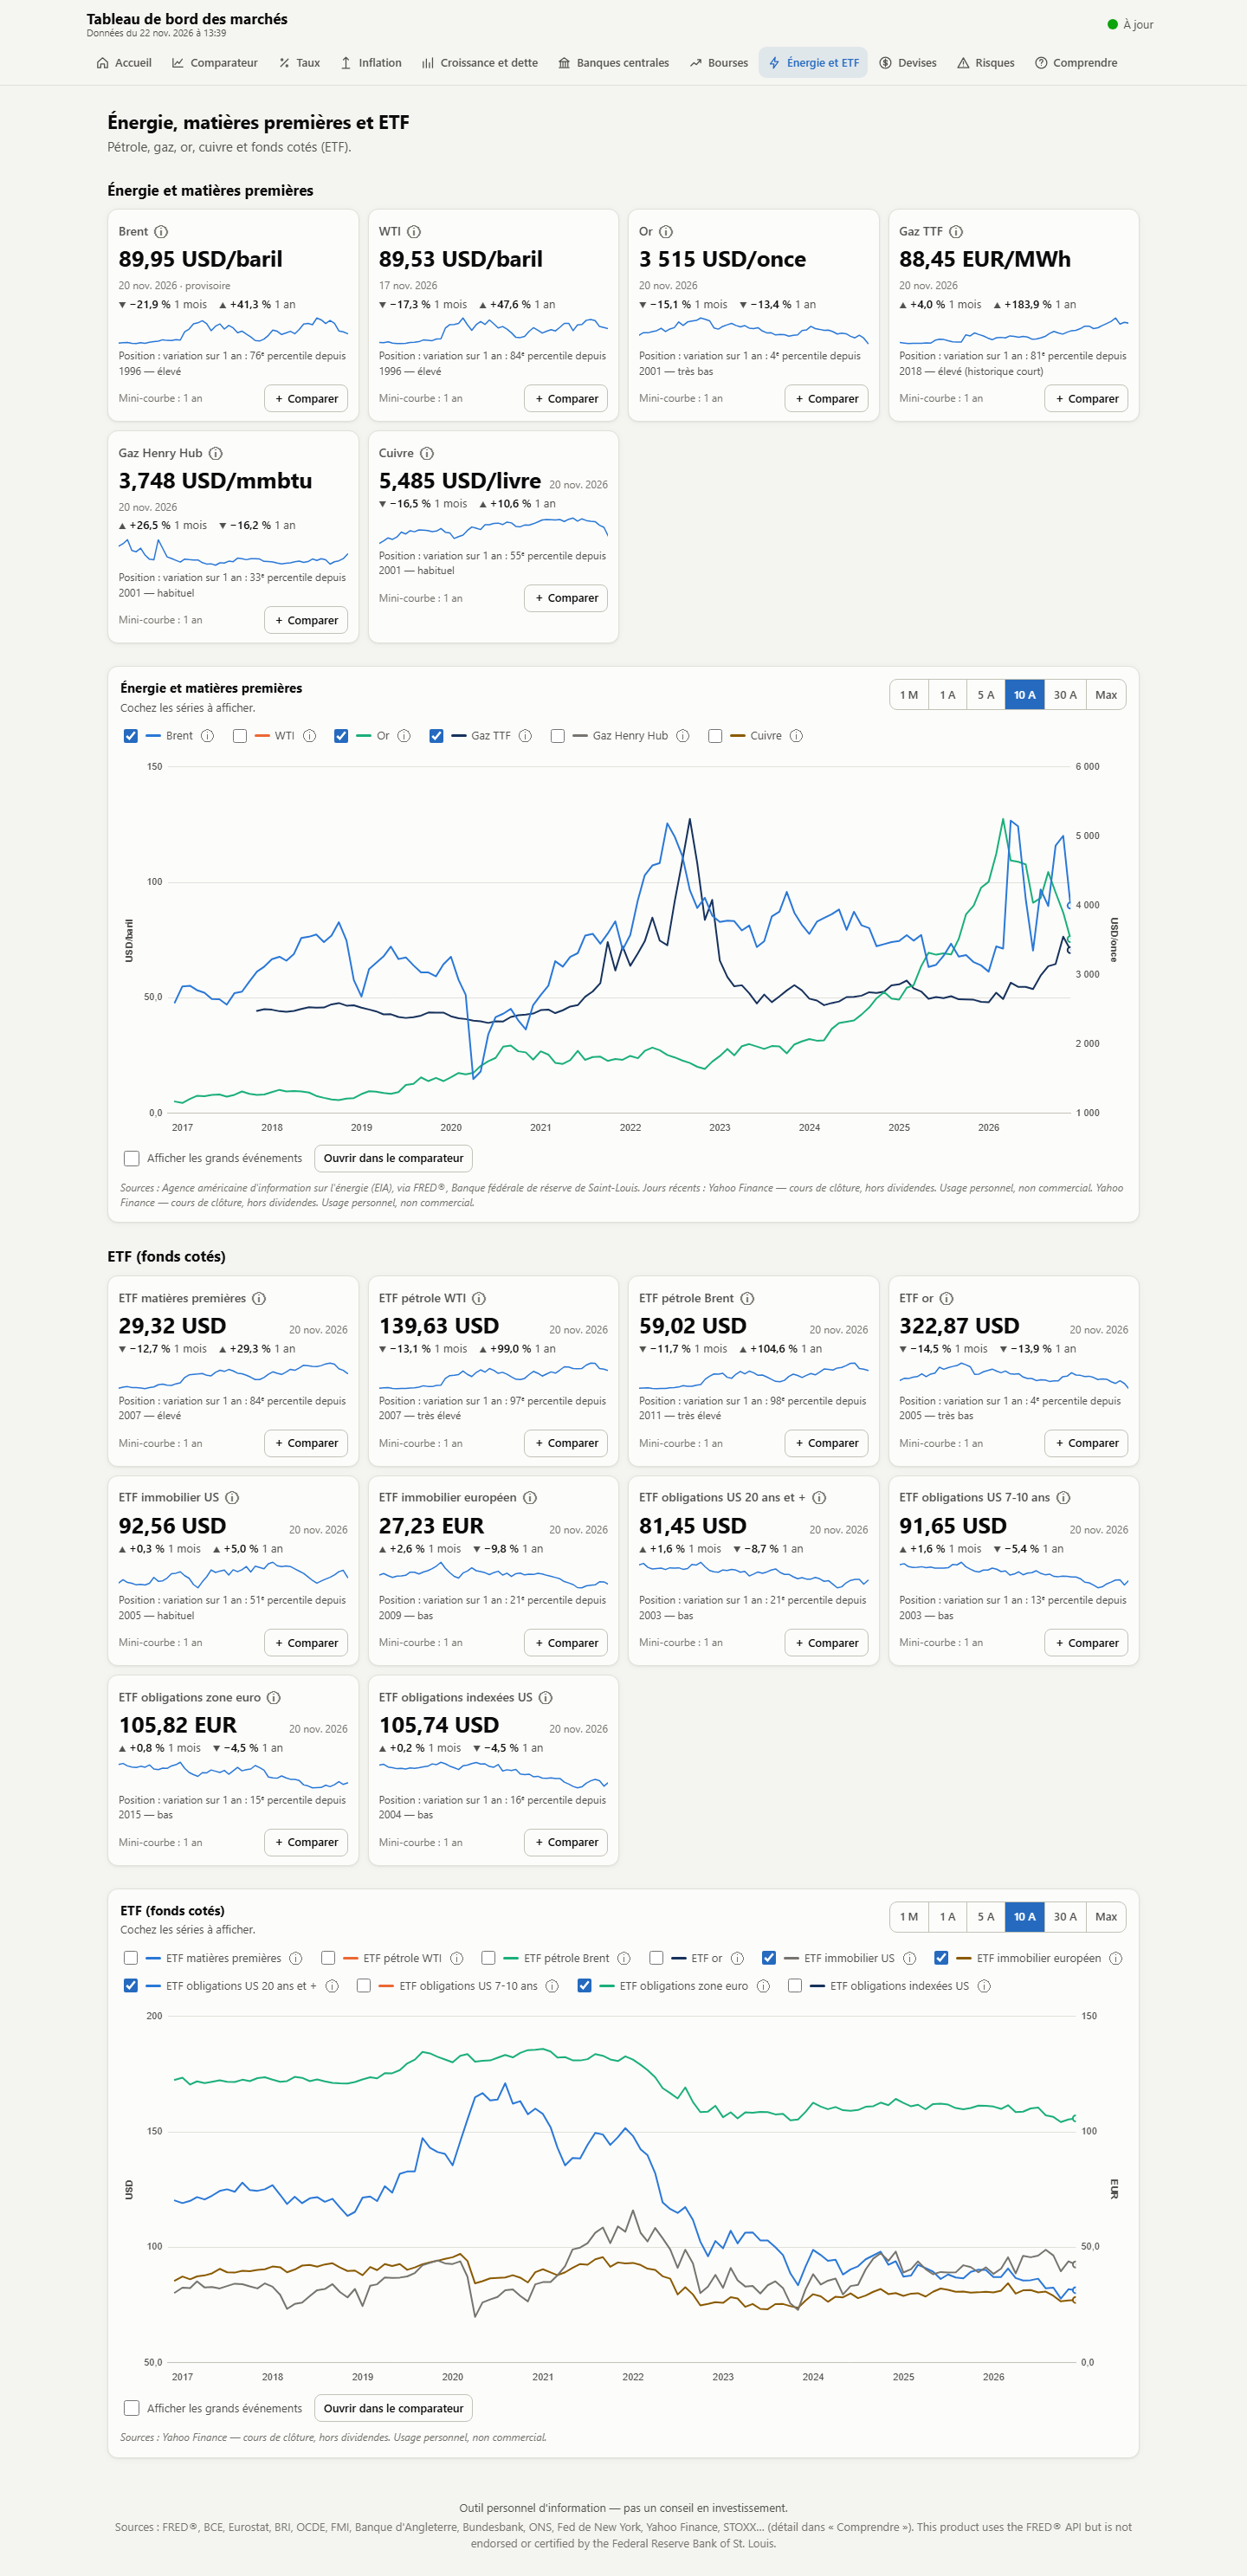 Tableau de bord des marchés
Données du 22 nov. 2026 à 13:39
À jour
Accueil Comparateur Taux Inflation Croissance et dette Banques centrales Bourses Énergie et ETF Devises Risques Comprendre
Énergie, matières premières et ETF
Pétrole, gaz, or, cuivre et fonds cotés (ETF).
Énergie et matières premières
Brent
89,95 USD/baril
20 nov. 2026 · provisoire
▼ −21,9 % 1 mois ▲ +41,3 % 1 an
Position : variation sur 1 an : 76ᵉ percentile depuis
1996 — élevé
Mini-courbe : 1 an + Comparer
WTI
89,53 USD/baril
17 nov. 2026
▼ −17,3 % 1 mois ▲ +47,6 % 1 an
Position : variation sur 1 an : 84ᵉ percentile depuis
1996 — élevé
Mini-courbe : 1 an + Comparer
Or
3 515 USD/once
20 nov. 2026
▼ −15,1 % 1 mois ▼ −13,4 % 1 an
Position : variation sur 1 an : 4ᵉ percentile depuis
2001 — très bas
Mini-courbe : 1 an + Comparer
Gaz TTF
88,45 EUR/MWh
20 nov. 2026
▲ +4,0 % 1 mois ▲ +183,9 % 1 an
Position : variation sur 1 an : 81ᵉ percentile depuis
2018 — élevé (historique court)
Mini-courbe : 1 an + Comparer
Gaz Henry Hub
3,748 USD/mmbtu
20 nov. 2026
▲ +26,5 % 1 mois ▼ −16,2 % 1 an
Position : variation sur 1 an : 33ᵉ percentile depuis
2001 — habituel
Mini-courbe : 1 an + Comparer
Cuivre
5,485 USD/livre 20 nov. 2026
▼ −16,5 % 1 mois ▲ +10,6 % 1 an
Position : variation sur 1 an : 55ᵉ percentile depuis
2001 — habituel
Mini-courbe : 1 an + Comparer
Énergie et matières premières
Cochez les séries à afficher.
1 M 1 A 5 A 10 A 30 A Max
Brent WTI Or Gaz TTF Gaz Henry Hub Cuivre
150 6 000
5 000
100
4 000
USD/baril
USD/once
3 000
50,0
2 000
0,0 1 000
2017 2018 2019 2020 2021 2022 2023 2024 2025 2026
Afficher les grands événements Ouvrir dans le comparateur
Sources : Agence américaine d'information sur l'énergie (EIA), via FRED®, Banque fédérale de réserve de Saint-Louis. Jours récents : Yahoo Finance — cours de clôture, hors dividendes. Usage personnel, non commercial. Yahoo
Finance — cours de clôture, hors dividendes. Usage personnel, non commercial.
ETF (fonds cotés)
ETF matières premières
29,32 USD 20 nov. 2026
▼ −12,7 % 1 mois ▲ +29,3 % 1 an
Position : variation sur 1 an : 84ᵉ percentile depuis
2007 — élevé
Mini-courbe : 1 an + Comparer
ETF pétrole WTI
139,63 USD 20 nov. 2026
▼ −13,1 % 1 mois ▲ +99,0 % 1 an
Position : variation sur 1 an : 97ᵉ percentile depuis
2007 — très élevé
Mini-courbe : 1 an + Comparer
ETF pétrole Brent
59,02 USD 20 nov. 2026
▼ −11,7 % 1 mois ▲ +104,6 % 1 an
Position : variation sur 1 an : 98ᵉ percentile depuis
2011 — très élevé
Mini-courbe : 1 an + Comparer
ETF or
322,87 USD 20 nov. 2026
▼ −14,5 % 1 mois ▼ −13,9 % 1 an
Position : variation sur 1 an : 4ᵉ percentile depuis
2005 — très bas
Mini-courbe : 1 an + Comparer
ETF immobilier US
92,56 USD 20 nov. 2026
▲ +0,3 % 1 mois ▲ +5,0 % 1 an
Position : variation sur 1 an : 51ᵉ percentile depuis
2005 — habituel
Mini-courbe : 1 an + Comparer
ETF immobilier européen
27,23 EUR 20 nov. 2026
▲ +2,6 % 1 mois ▼ −9,8 % 1 an
Position : variation sur 1 an : 21ᵉ percentile depuis
2009 — bas
Mini-courbe : 1 an + Comparer
ETF obligations US 20 ans et +
81,45 USD 20 nov. 2026
▲ +1,6 % 1 mois ▼ −8,7 % 1 an
Position : variation sur 1 an : 21ᵉ percentile depuis
2003 — bas
Mini-courbe : 1 an + Comparer
ETF obligations US 7-10 ans
91,65 USD 20 nov. 2026
▲ +1,6 % 1 mois ▼ −5,4 % 1 an
Position : variation sur 1 an : 13ᵉ percentile depuis
2003 — bas
Mini-courbe : 1 an + Comparer
ETF obligations zone euro
105,82 EUR 20 nov. 2026
▲ +0,8 % 1 mois ▼ −4,5 % 1 an
Position : variation sur 1 an : 15ᵉ percentile depuis
2015 — bas
Mini-courbe : 1 an + Comparer
ETF obligations indexées US
105,74 USD 20 nov. 2026
▲ +0,2 % 1 mois ▼ −4,5 % 1 an
Position : variation sur 1 an : 16ᵉ percentile depuis
2004 — bas
Mini-courbe : 1 an + Comparer
ETF (fonds cotés)
Cochez les séries à afficher.
1 M 1 A 5 A 10 A 30 A Max
ETF matières premières ETF pétrole WTI ETF pétrole Brent ETF or ETF immobilier US ETF immobilier européen
ETF obligations US 20 ans et + ETF obligations US 7-10 ans ETF obligations zone euro ETF obligations indexées US
200 150
150 100
USD
EUR
100 50,0
50,0 0,0
2017 2018 2019 2020 2021 2022 2023 2024 2025 2026
Afficher les grands événements Ouvrir dans le comparateur
Sources : Yahoo Finance — cours de clôture, hors dividendes. Usage personnel, non commercial.
Outil personnel d'information — pas un conseil en investissement.
Sources : FRED®, BCE, Eurostat, BRI, OCDE, FMI, Banque d'Angleterre, Bundesbank, ONS, Fed de New York, Yahoo Finance, STOXX… (détail dans « Comprendre »). This product uses the FRED® API but is not
endorsed or certified by the Federal Reserve Bank of St. Louis.